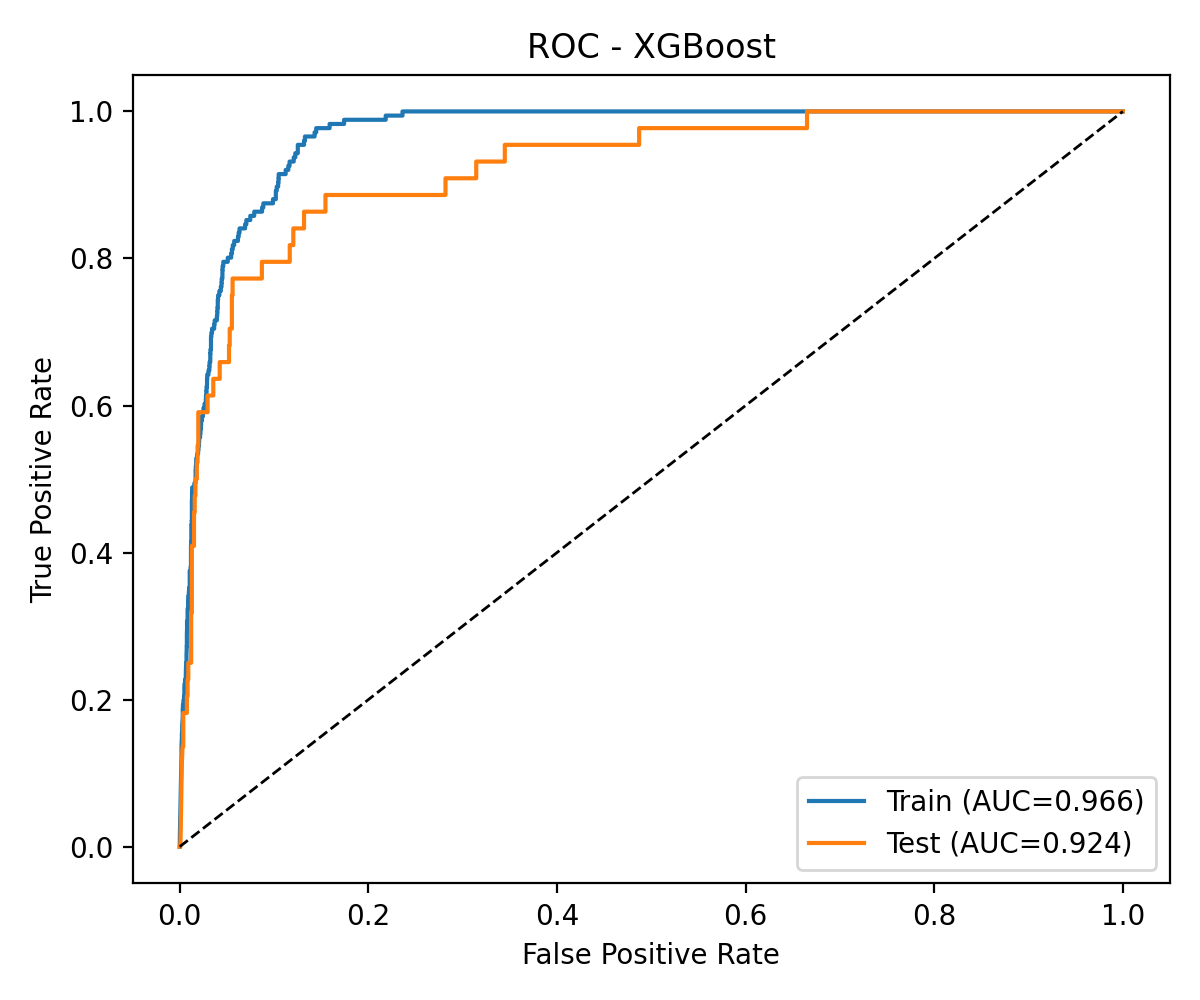 ROC - XGBoost
1.0
0.8
0.6
0.4
0.2
0.0
True Positive Rate
Train (AUC=0.966)
Test (AUC=0.924)
0.0 0.2 0.4 0.6 0.8 1.0
False Positive Rate